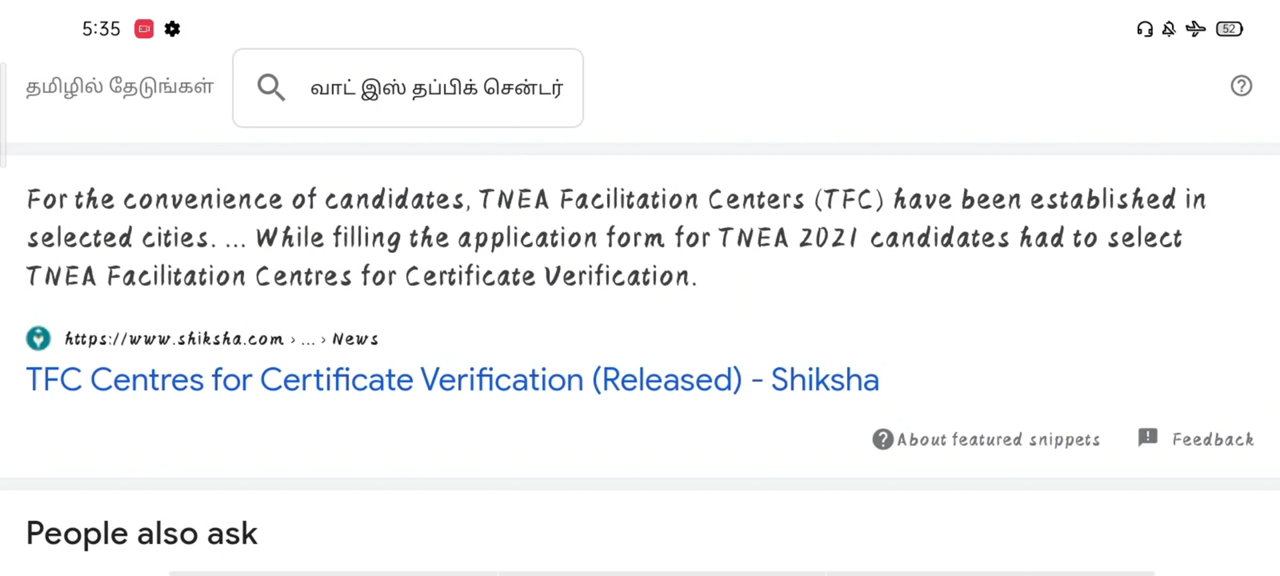 5:35
52
தமிழில் தேடுங்கள்
வாட் இஸ் தப்பிக் சென்டர்
For the convenience of candidates, TNEA Facilitation Centers (TFC) have been established in
selected cities. ... While filling the application form for TNEA 2021 candidates had to select
TNEA Facilitation Centres for Certificate Verification.
https://www.shiksha.com › ... › News
TFC Centres for Certificate Verification (Released) - Shiksha
About featured snippets
Feedback
People also ask